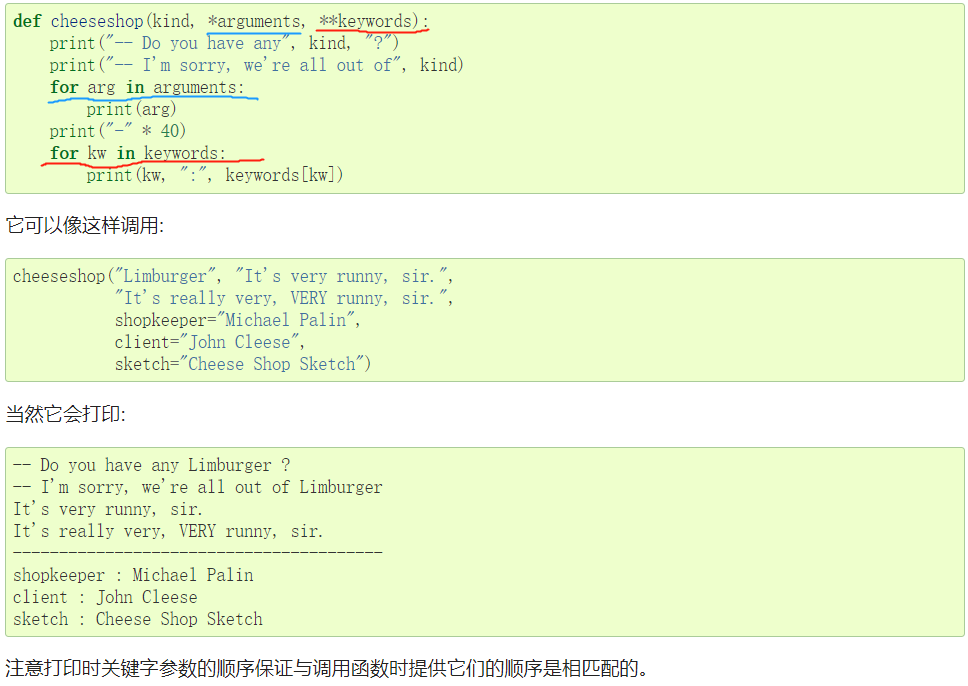 def cheeseshop(kind, *arguments, **keywords):
    print("-- Do you have any", kind, "?")
    print("-- I'm sorry, we're all out of", kind)
    for arg in arguments:
        print(arg)
    print("-" * 40)
    for kw in keywords:
        print(kw, ":", keywords[kw])
它可以像这样调用:
cheeseshop("Limburger", "It's very runny, sir.",
           "It's really very, VERY runny, sir.",
           shopkeeper="Michael Palin",
           client="John Cleese",
           sketch="Cheese Shop Sketch")
当然它会打印:
-- Do you have any Limburger ?
-- I'm sorry, we're all out of Limburger
It's very runny, sir.
It's really very, VERY runny, sir.
----------------------------------------
shopkeeper : Michael Palin
client : John Cleese
sketch : Cheese Shop Sketch
注意打印时关键字参数的顺序保证与调用函数时提供它们的顺序是相匹配的。